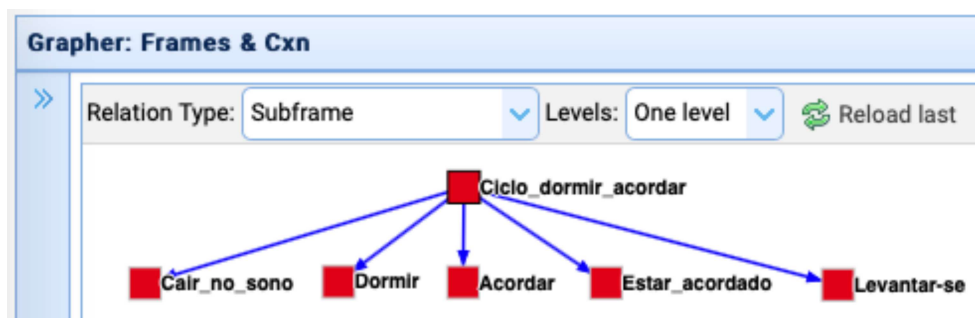 Grapher: Frames & Cxn
Relation Type: Subframe Levels: One level Reload last
Ciclo_dormir_acordar
Cair_no_sono Dormir Acordar Estar_acordado Levantar-se